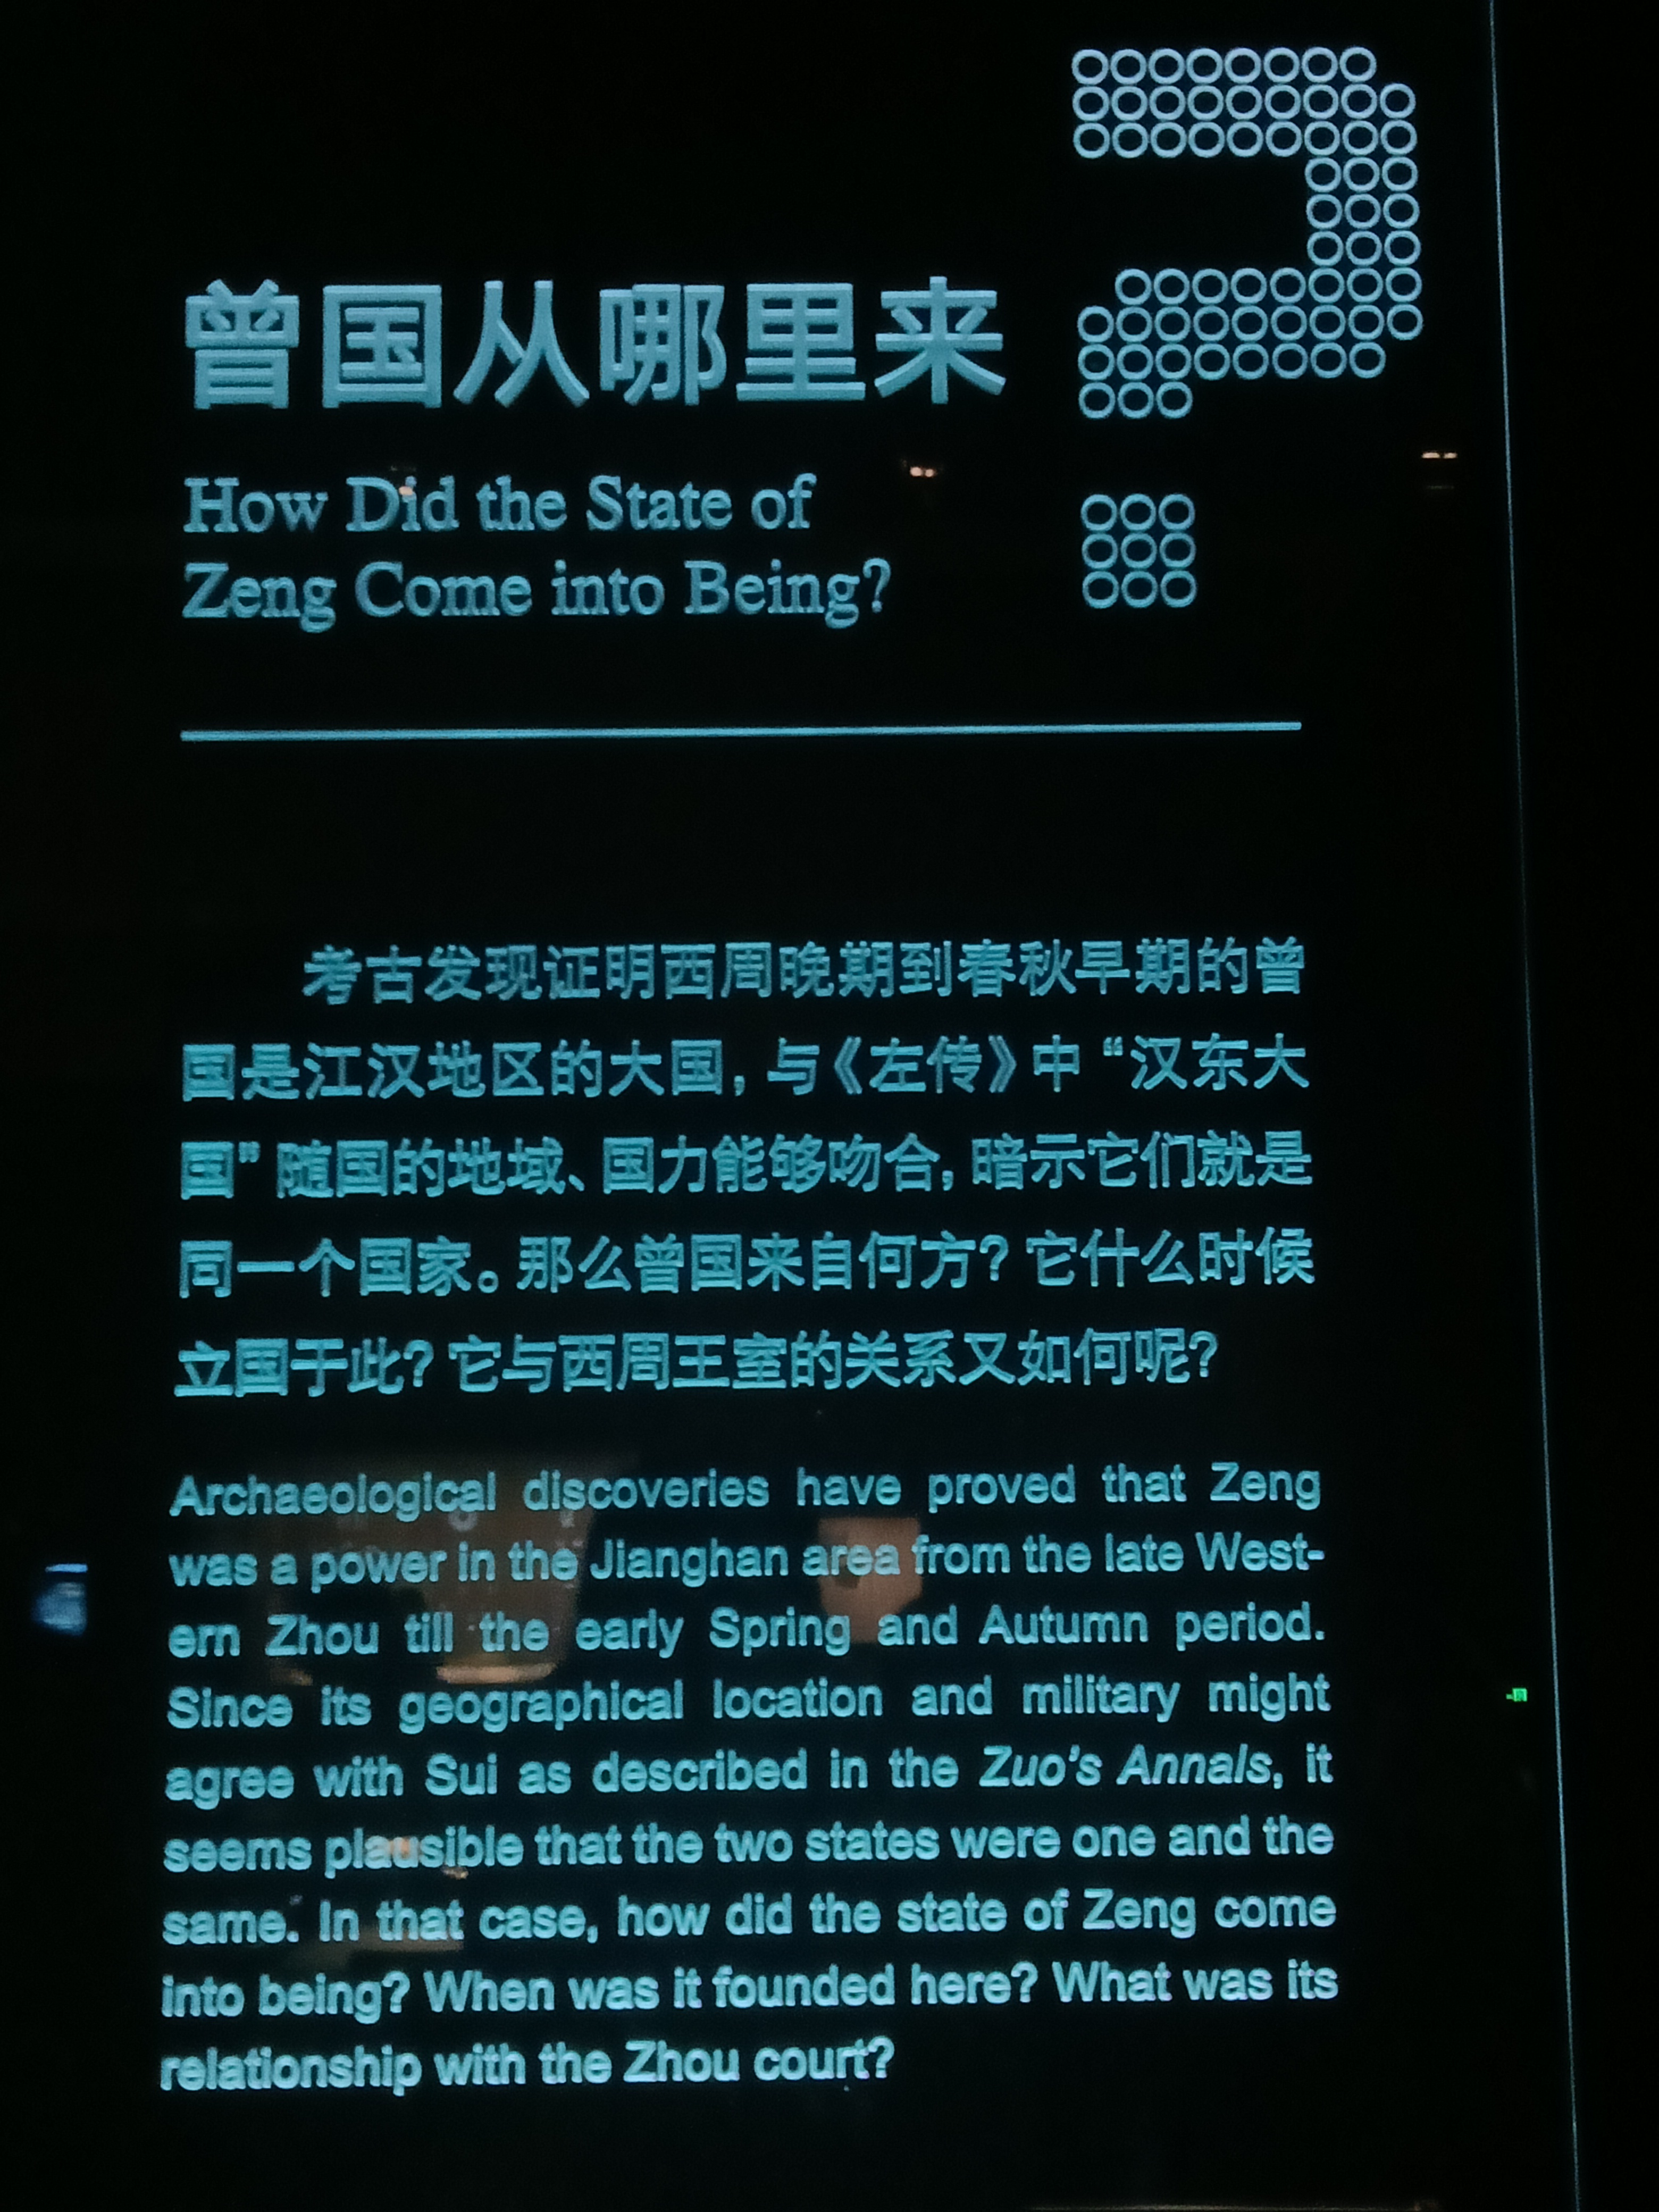 曾国从哪里来
How Did the State of
Zeng Come into Being?
考古发现证明西周晚期到春秋早期的曾
国是江汉地区的大国，与《左传》中“汉东大
国”随国的地域、国力能够吻合，暗示它们就是
同一个国家。那么曾国来自何方？它什么时候
立国于此？它与西周王室的关系又如何呢？
Archaeological discoveries have proved that Zeng
was a power in the Jianghan area from the late West-
ern Zhou till the early Spring and Autumn period.
Since its geographical location and military might
agree with Sui as described in the Zuo's Annals, it
seems plausible that the two states were one and the
same. In that case, how did the state of Zeng come
into being? When was it founded here? What was its
relationship with the Zhou court?